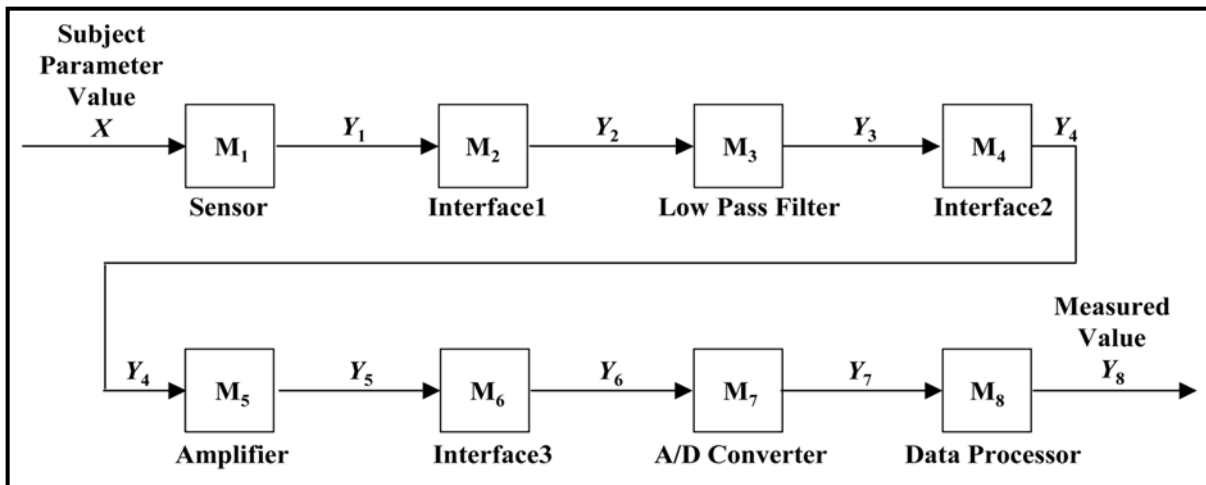 Subject
Parameter
Value
X Y₁ Y₂ Y₃ Y₄
M₁ M₂ M₃ M₄
Sensor Interface1 Low Pass Filter Interface2
Measured
Value
Y₄ Y₅ Y₆ Y₇ Y₈
M₅ M₆ M₇ M₈
Amplifier Interface3 A/D Converter Data Processor